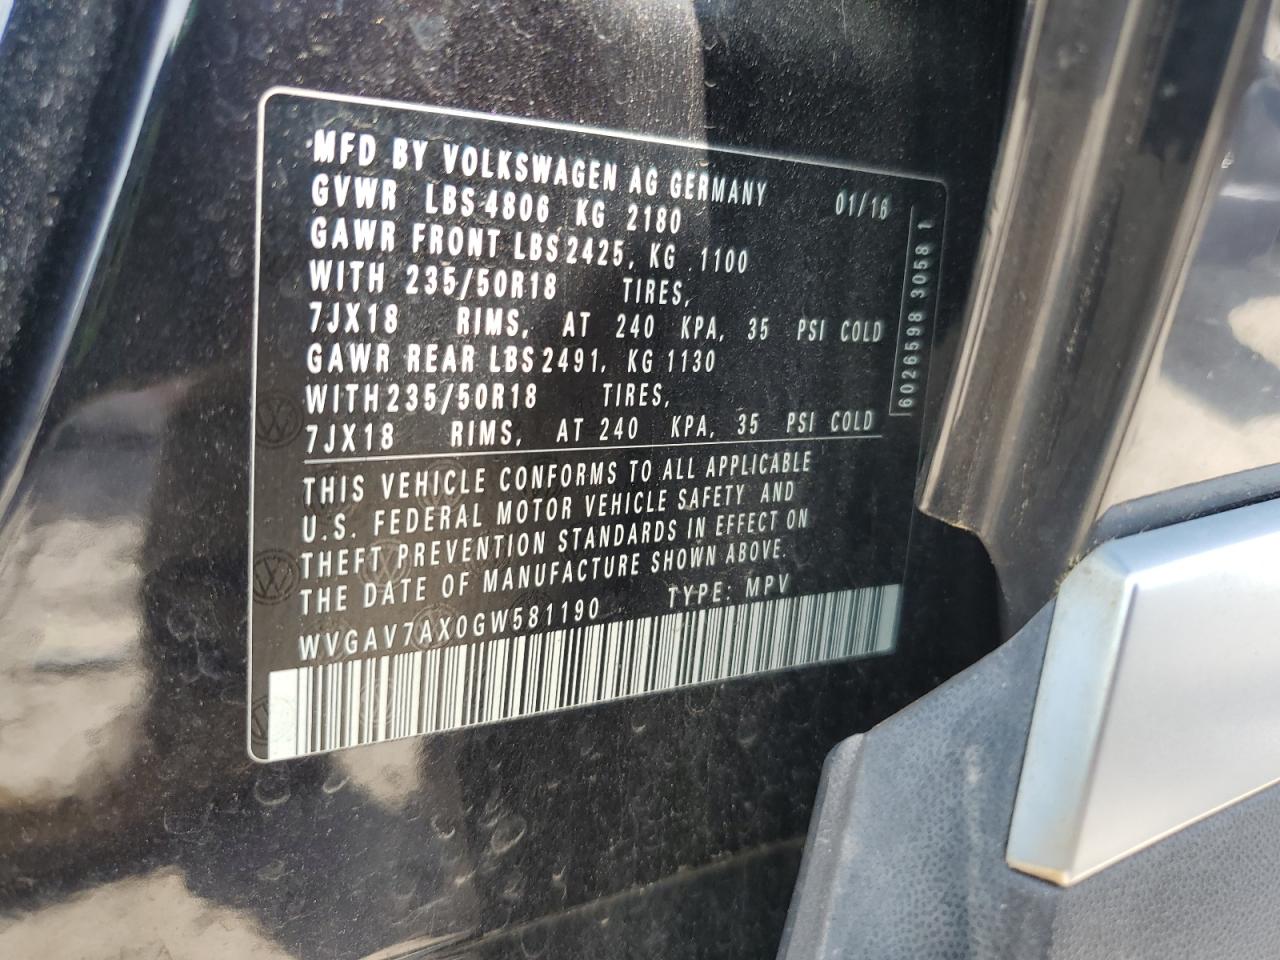 MFD BY VOLKSWAGEN AG GERMANY 01/16
GVWR LBS 4806 KG 2180
GAWR FRONT LBS 2425, KG 1100
WITH 235/50R18 TIRES,
7JX18 RIMS, AT 240 KPA, 35 PSI COLD
GAWR REAR LBS 2491, KG 1130
WITH 235/50R18 TIRES,
7JX18 RIMS, AT 240 KPA, 35 PSI COLD
THIS VEHICLE CONFORMS TO ALL APPLICABLE
U.S. FEDERAL MOTOR VEHICLE SAFETY AND
THEFT PREVENTION STANDARDS IN EFFECT ON
THE DATE OF MANUFACTURE SHOWN ABOVE.
WVGAV7AX0GW581190 TYPE: MPV
6026598 3058 1